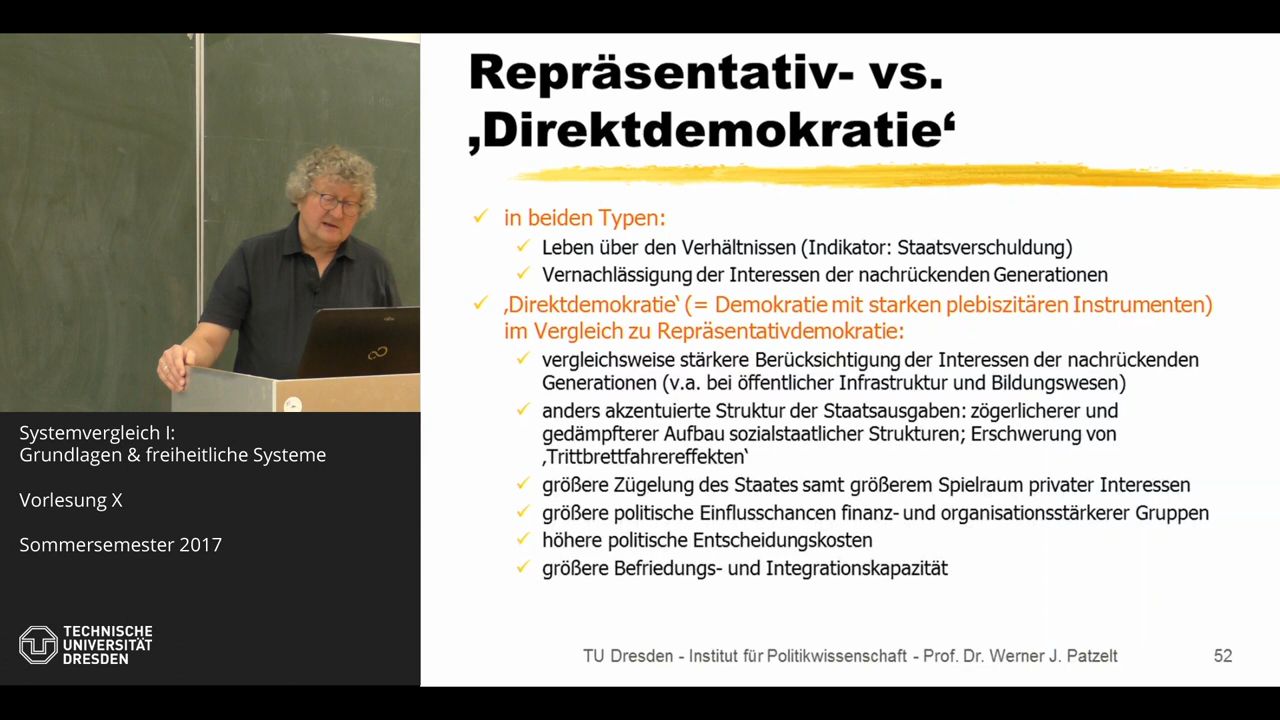 Repräsentativ- vs.
‚Direktdemokratie‘
in beiden Typen:
Leben über den Verhältnissen (Indikator: Staatsverschuldung)
Vernachlässigung der Interessen der nachrückenden Generationen
‚Direktdemokratie‘ (= Demokratie mit starken plebiszitären Instrumenten)
im Vergleich zu Repräsentativdemokratie:
vergleichsweise stärkere Berücksichtigung der Interessen der nachrückenden
Generationen (v.a. bei öffentlicher Infrastruktur und Bildungswesen)
anders akzentuierte Struktur der Staatsausgaben: zögerlicherer und
gedämpfterer Aufbau sozialstaatlicher Strukturen; Erschwerung von
‚Trittbrettfahrereffekten‘
größere Zügelung des Staates samt größerem Spielraum privater Interessen
größere politische Einflusschancen finanz- und organisationsstärkerer Gruppen
höhere politische Entscheidungskosten
größere Befriedungs- und Integrationskapazität
TU Dresden - Institut für Politikwissenschaft - Prof. Dr. Werner J. Patzelt
52
Systemvergleich I:
Grundlagen & freiheitliche Systeme
Vorlesung X
Sommersemester 2017
TECHNISCHE
UNIVERSITÄT
DRESDEN